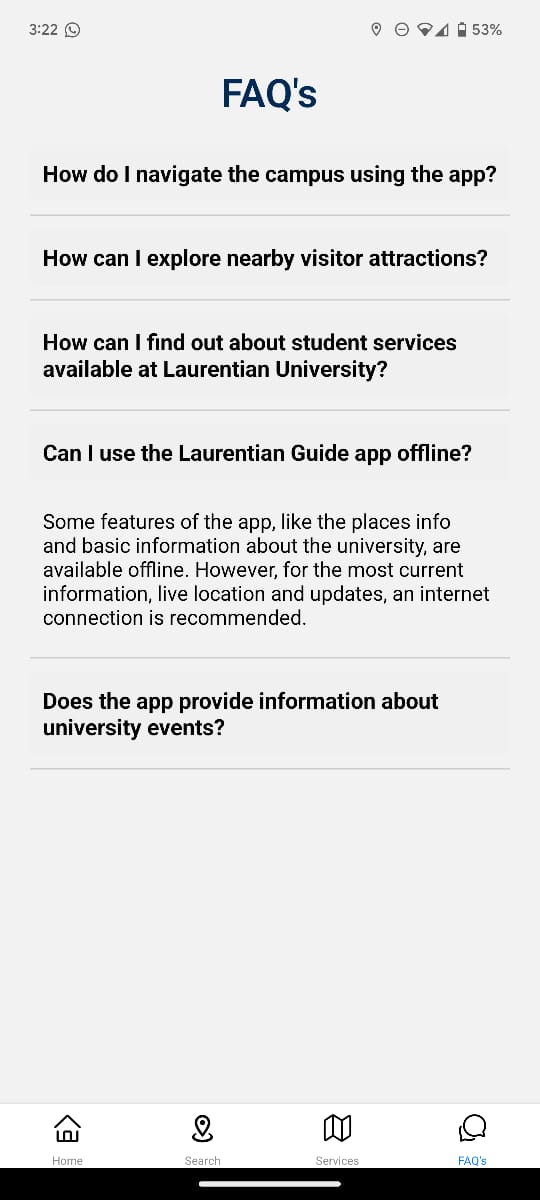 3:22 53%
FAQ's
How do I navigate the campus using the app?
How can I explore nearby visitor attractions?
How can I find out about student services
available at Laurentian University?
Can I use the Laurentian Guide app offline?
Some features of the app, like the places info
and basic information about the university, are
available offline. However, for the most current
information, live location and updates, an internet
connection is recommended.
Does the app provide information about
university events?
Home Search Services FAQ's